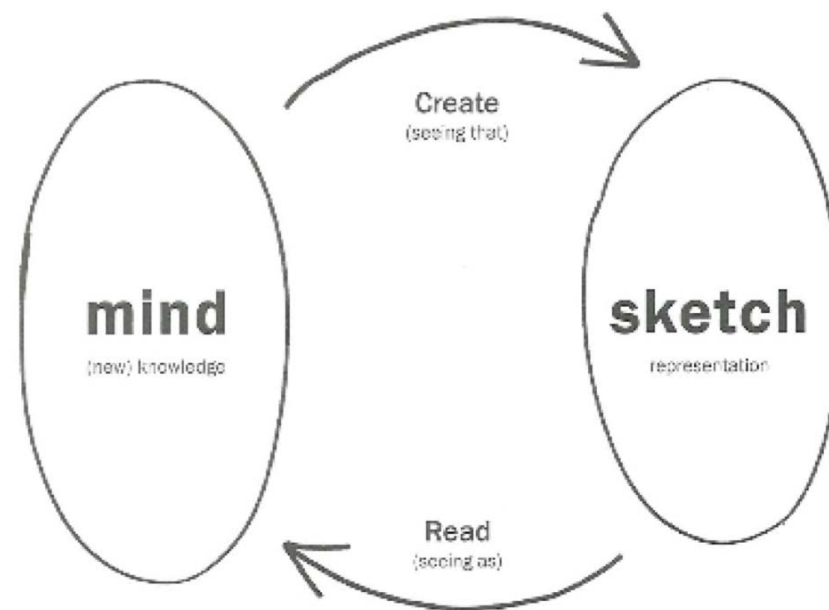 Create
(seeing that)
mind
(new) knowledge
sketch
representation
Read
(seeing as)